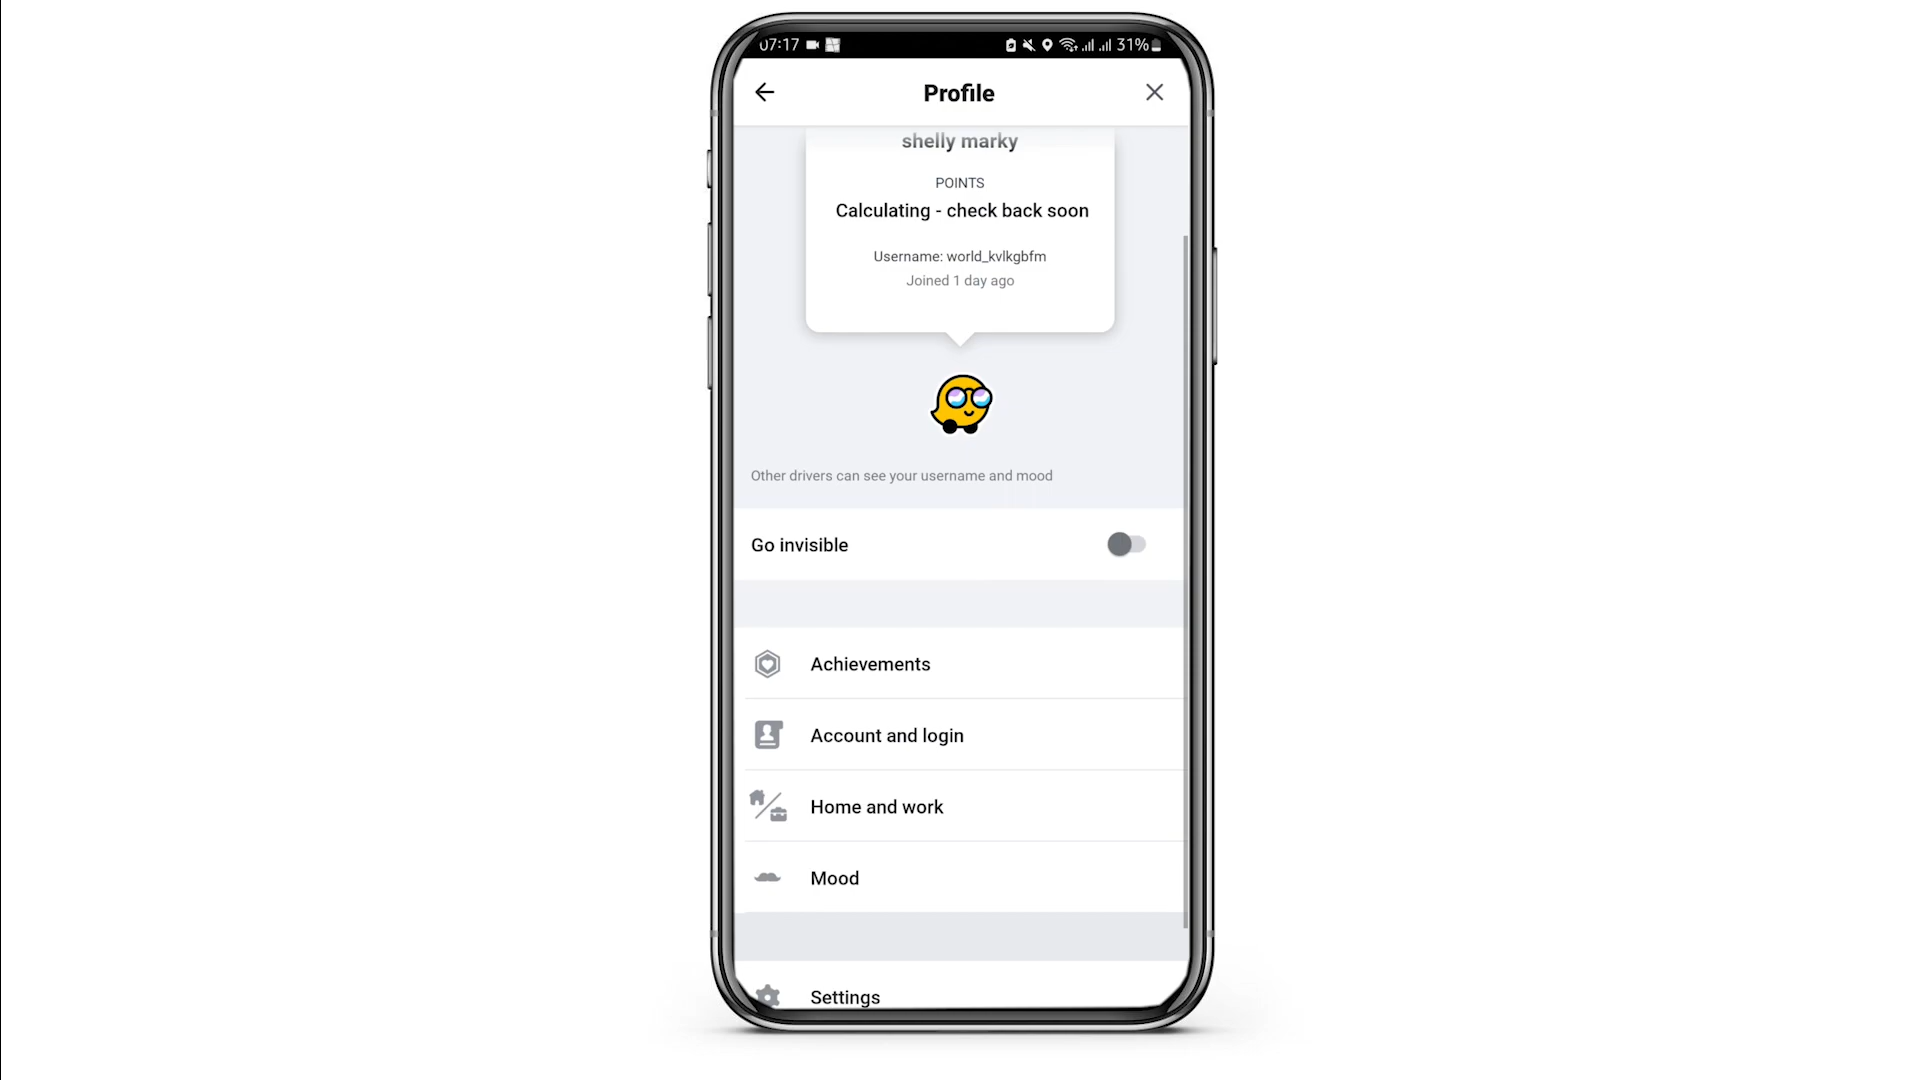 07:17
31%
Profile
shelly marky
POINTS
Calculating - check back soon
Username: world_kvlkgbfm
Joined 1 day ago
Other drivers can see your username and mood
Go invisible
Achievements
Account and login
Home and work
Mood
Settings